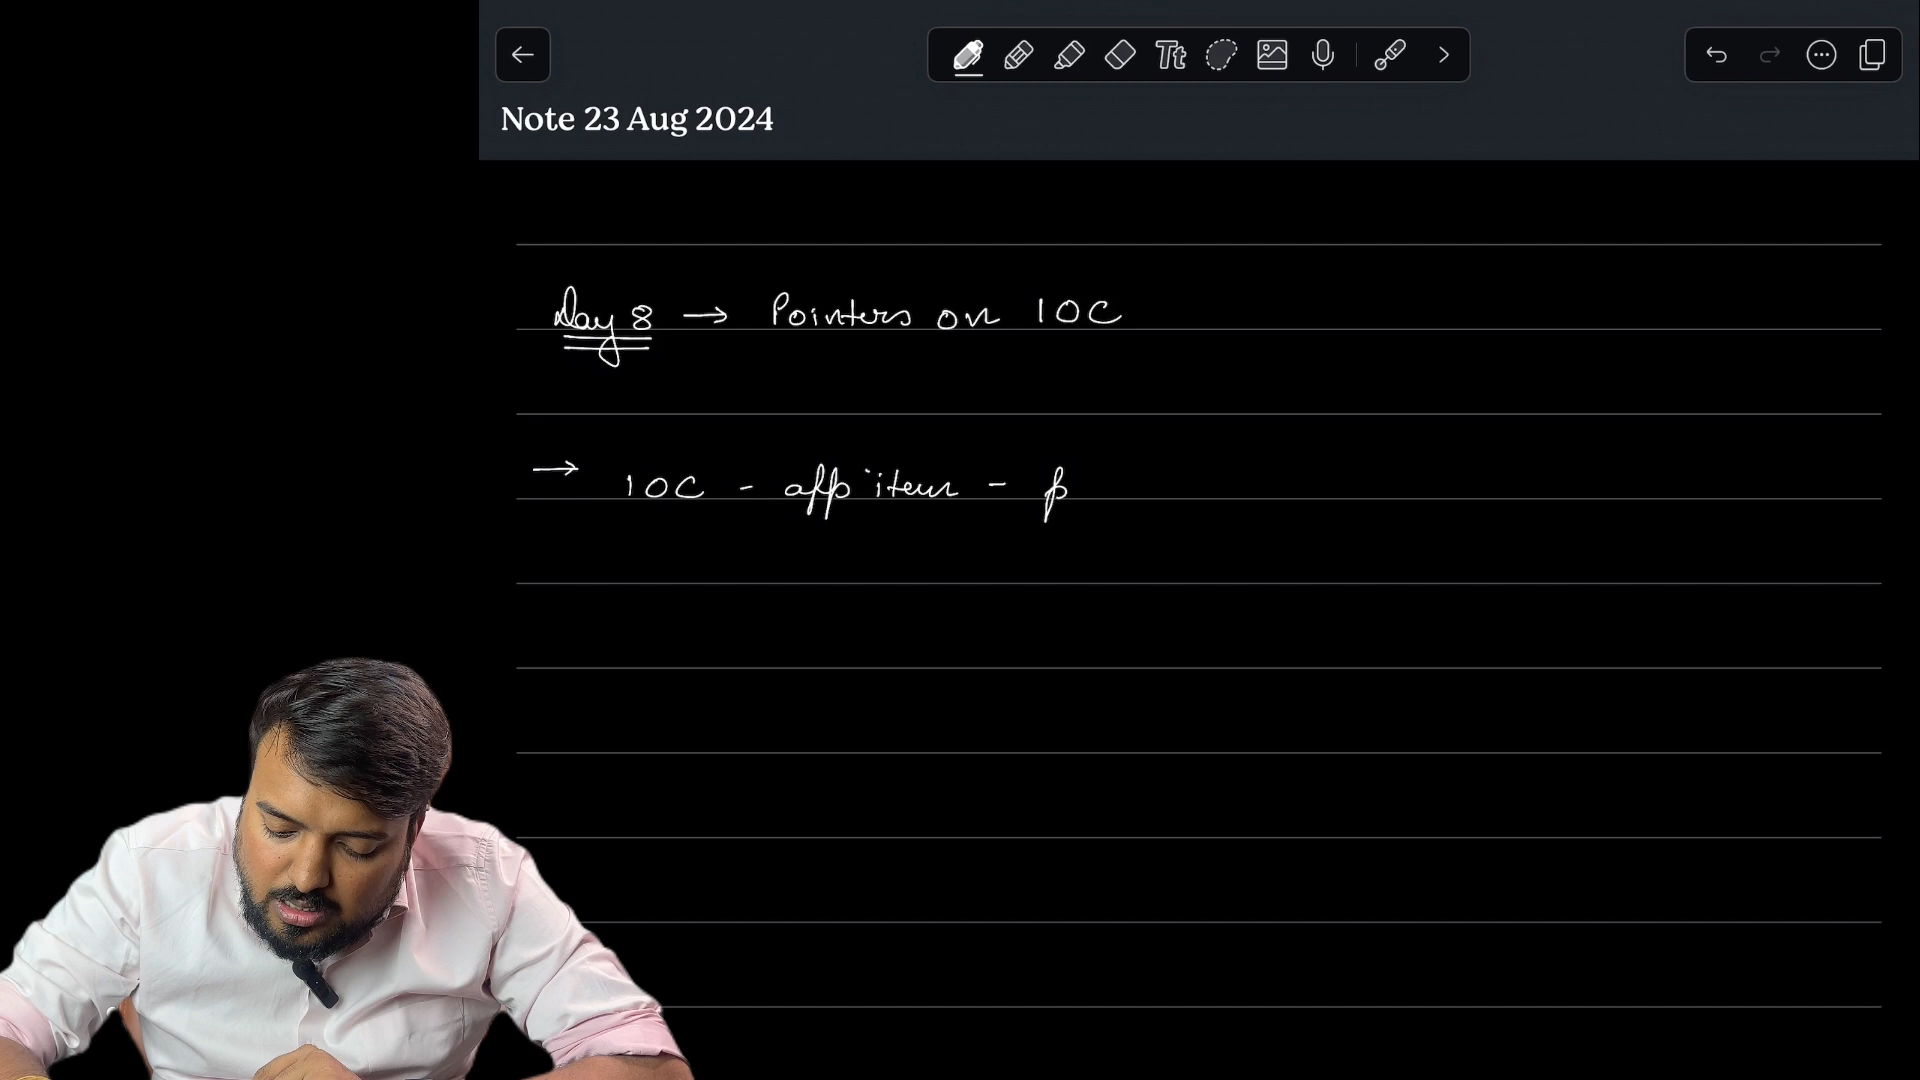 Note 23 Aug 2024
Day 8 → Pointers on IOC
→ IOC - app item - p